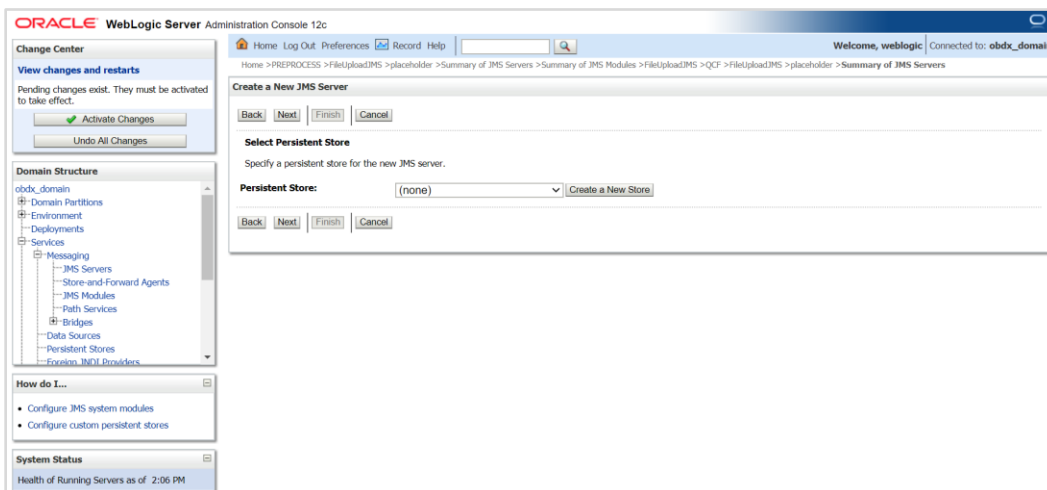 ORACLE WebLogic Server Administration Console 12c
Change Center
View changes and restarts
Pending changes exist. They must be activated
to take effect.
Activate Changes
Undo All Changes
Domain Structure
obdx_domain
Domain Partitions
Environment
Deployments
Services
Messaging
JMS Servers
Store-and-Forward Agents
JMS Modules
Path Services
Bridges
Data Sources
Persistent Stores
Foreign JNDI Providers
How do I...
Configure JMS system modules
Configure custom persistent stores
System Status
Health of Running Servers as of 2:06 PM
Home Log Out Preferences Record Help
Welcome, weblogic Connected to: obdx_domai
Home >PREPROCESS >FileUploadJMS >placeholder >Summary of JMS Servers >Summary of JMS Modules >FileUploadJMS >QCF >FileUploadJMS >placeholder >Summary of JMS Servers
Create a New JMS Server
Back Next Finish Cancel
Select Persistent Store
Specify a persistent store for the new JMS server.
Persistent Store: (none) Create a New Store
Back Next Finish Cancel